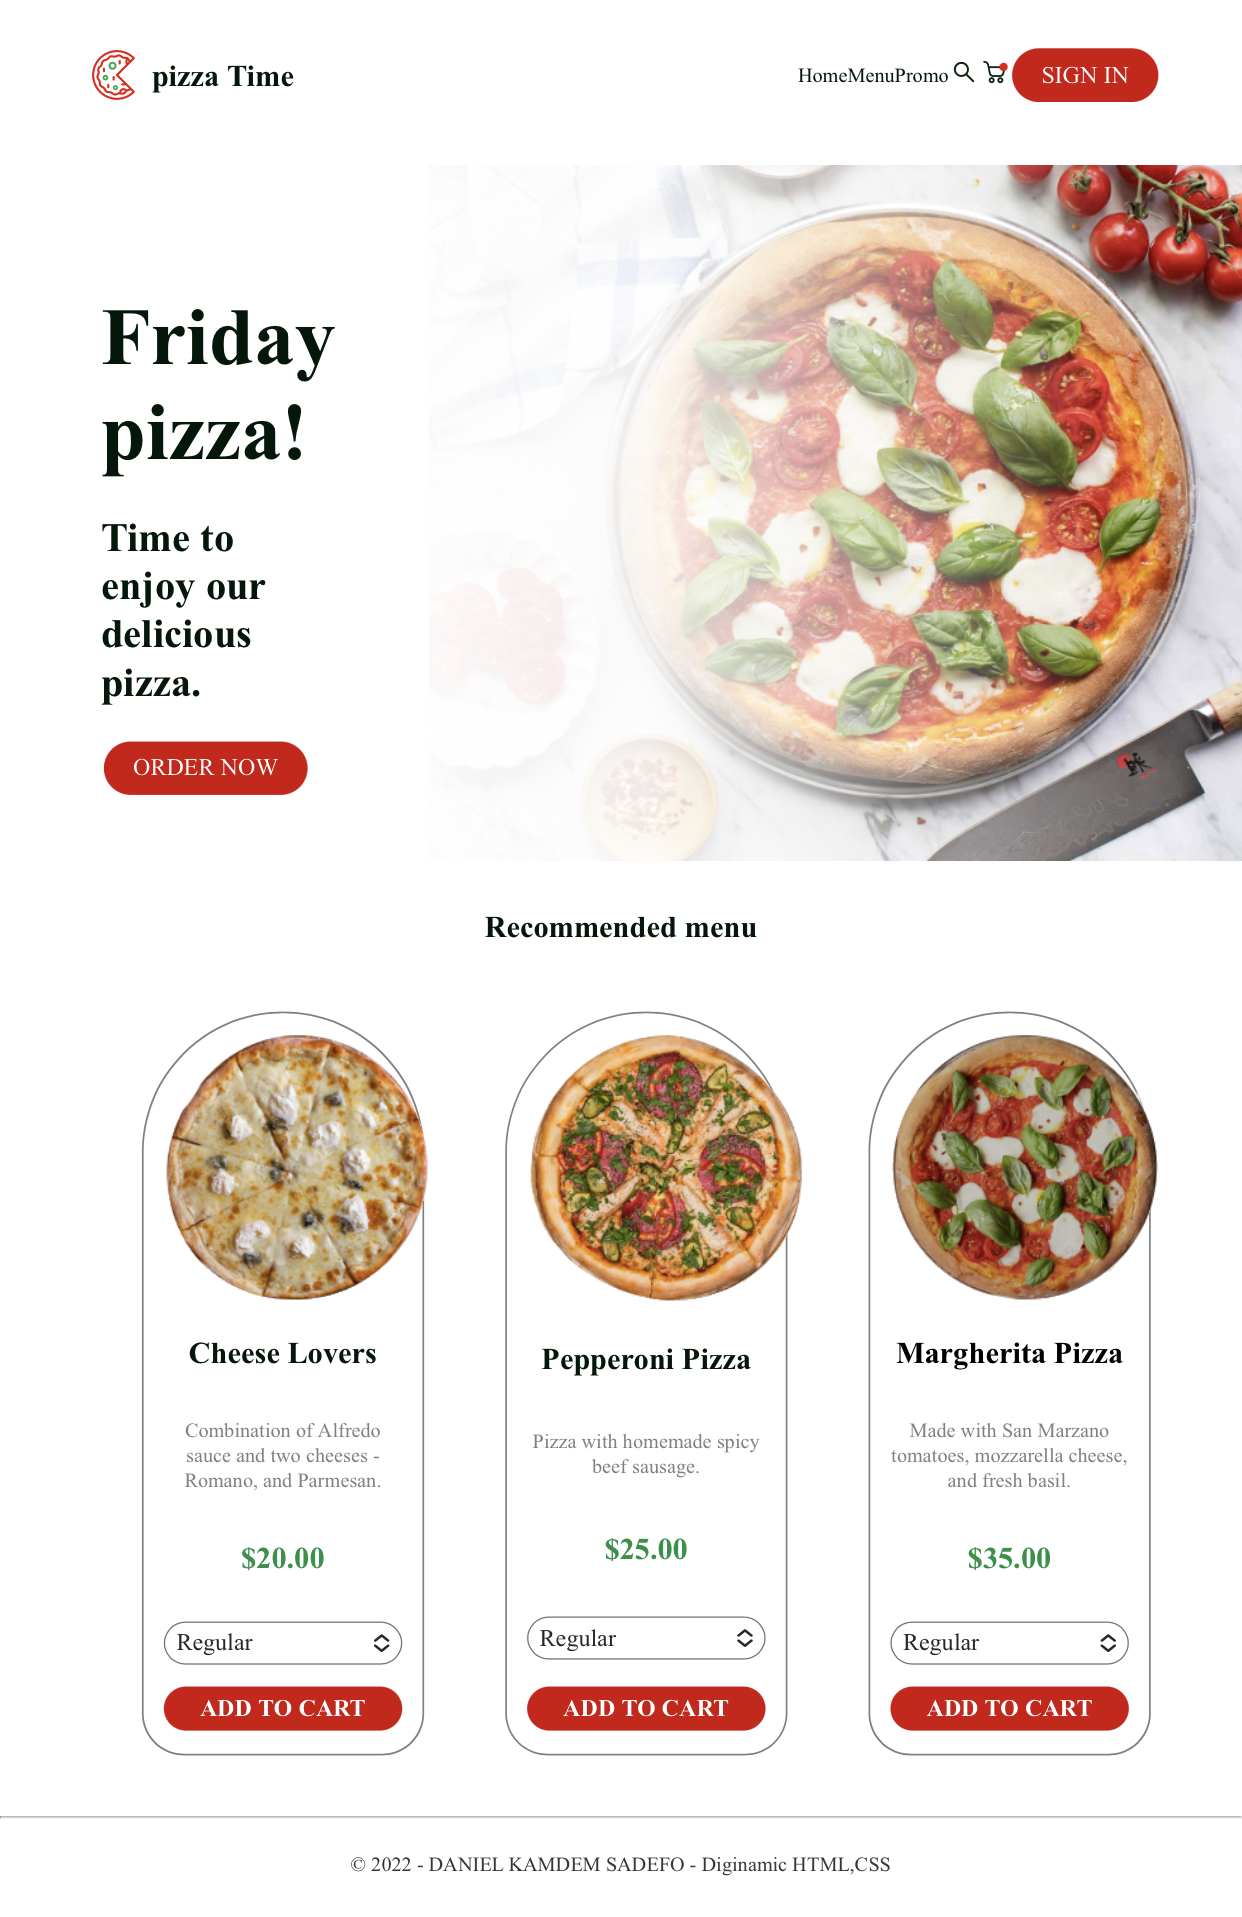 pizza Time
HomeMenuPromo
SIGN IN
Friday
pizza!
Time to
enjoy our
delicious
pizza.
ORDER NOW
Recommended menu
Cheese Lovers
Combination of Alfredo
sauce and two cheeses -
Romano, and Parmesan.
$20.00
Regular
ADD TO CART
Pepperoni Pizza
Pizza with homemade spicy
beef sausage.
$25.00
Regular
ADD TO CART
Margherita Pizza
Made with San Marzano
tomatoes, mozzarella cheese,
and fresh basil.
$35.00
Regular
ADD TO CART
© 2022 - DANIEL KAMDEM SADEFO - Diginamic HTML,CSS